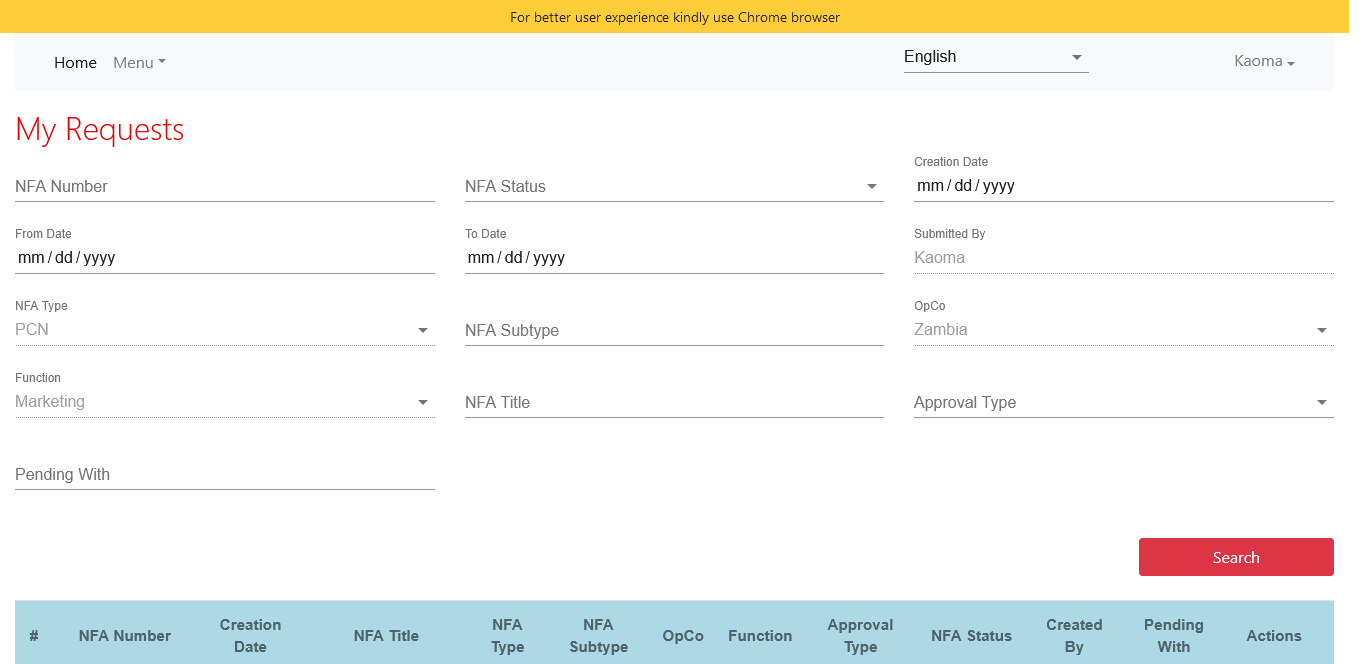 For better user experience kindly use Chrome browser
Home Menu English Kaoma
My Requests
Creation Date
NFA Number NFA Status mm/dd/yyyy
From Date To Date Submitted By
mm/dd/yyyy mm/dd/yyyy Kaoma
NFA Type OpCo
PCN NFA Subtype Zambia
Function
Marketing NFA Title Approval Type
Pending With
Search
# NFA Number Creation Date NFA Title NFA Type NFA Subtype OpCo Function Approval Type NFA Status Created By Pending With Actions